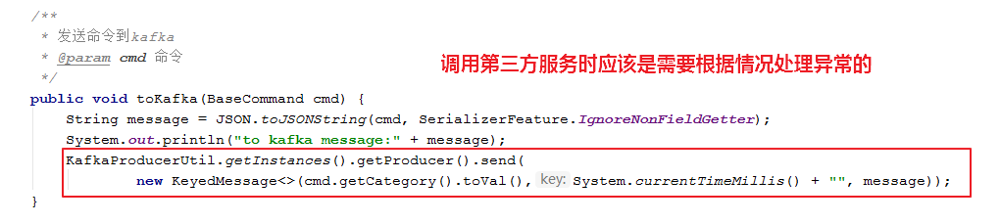 /**
* 发送命令到kafka
* @param cmd 命令
*/
调用第三方服务时应该是需要根据情况处理异常的
public void toKafka(BaseCommand cmd) {
String message = JSON.toJSONString(cmd, SerializerFeature.IgnoreNonFieldGetter);
System.out.println("to kafka message:" + message);
KafkaProducerUtil.getInstances().getProducer().send(
new KeyedMessage<>(cmd.getCategory().toVal(), key: System.currentTimeMillis() + "", message));
}